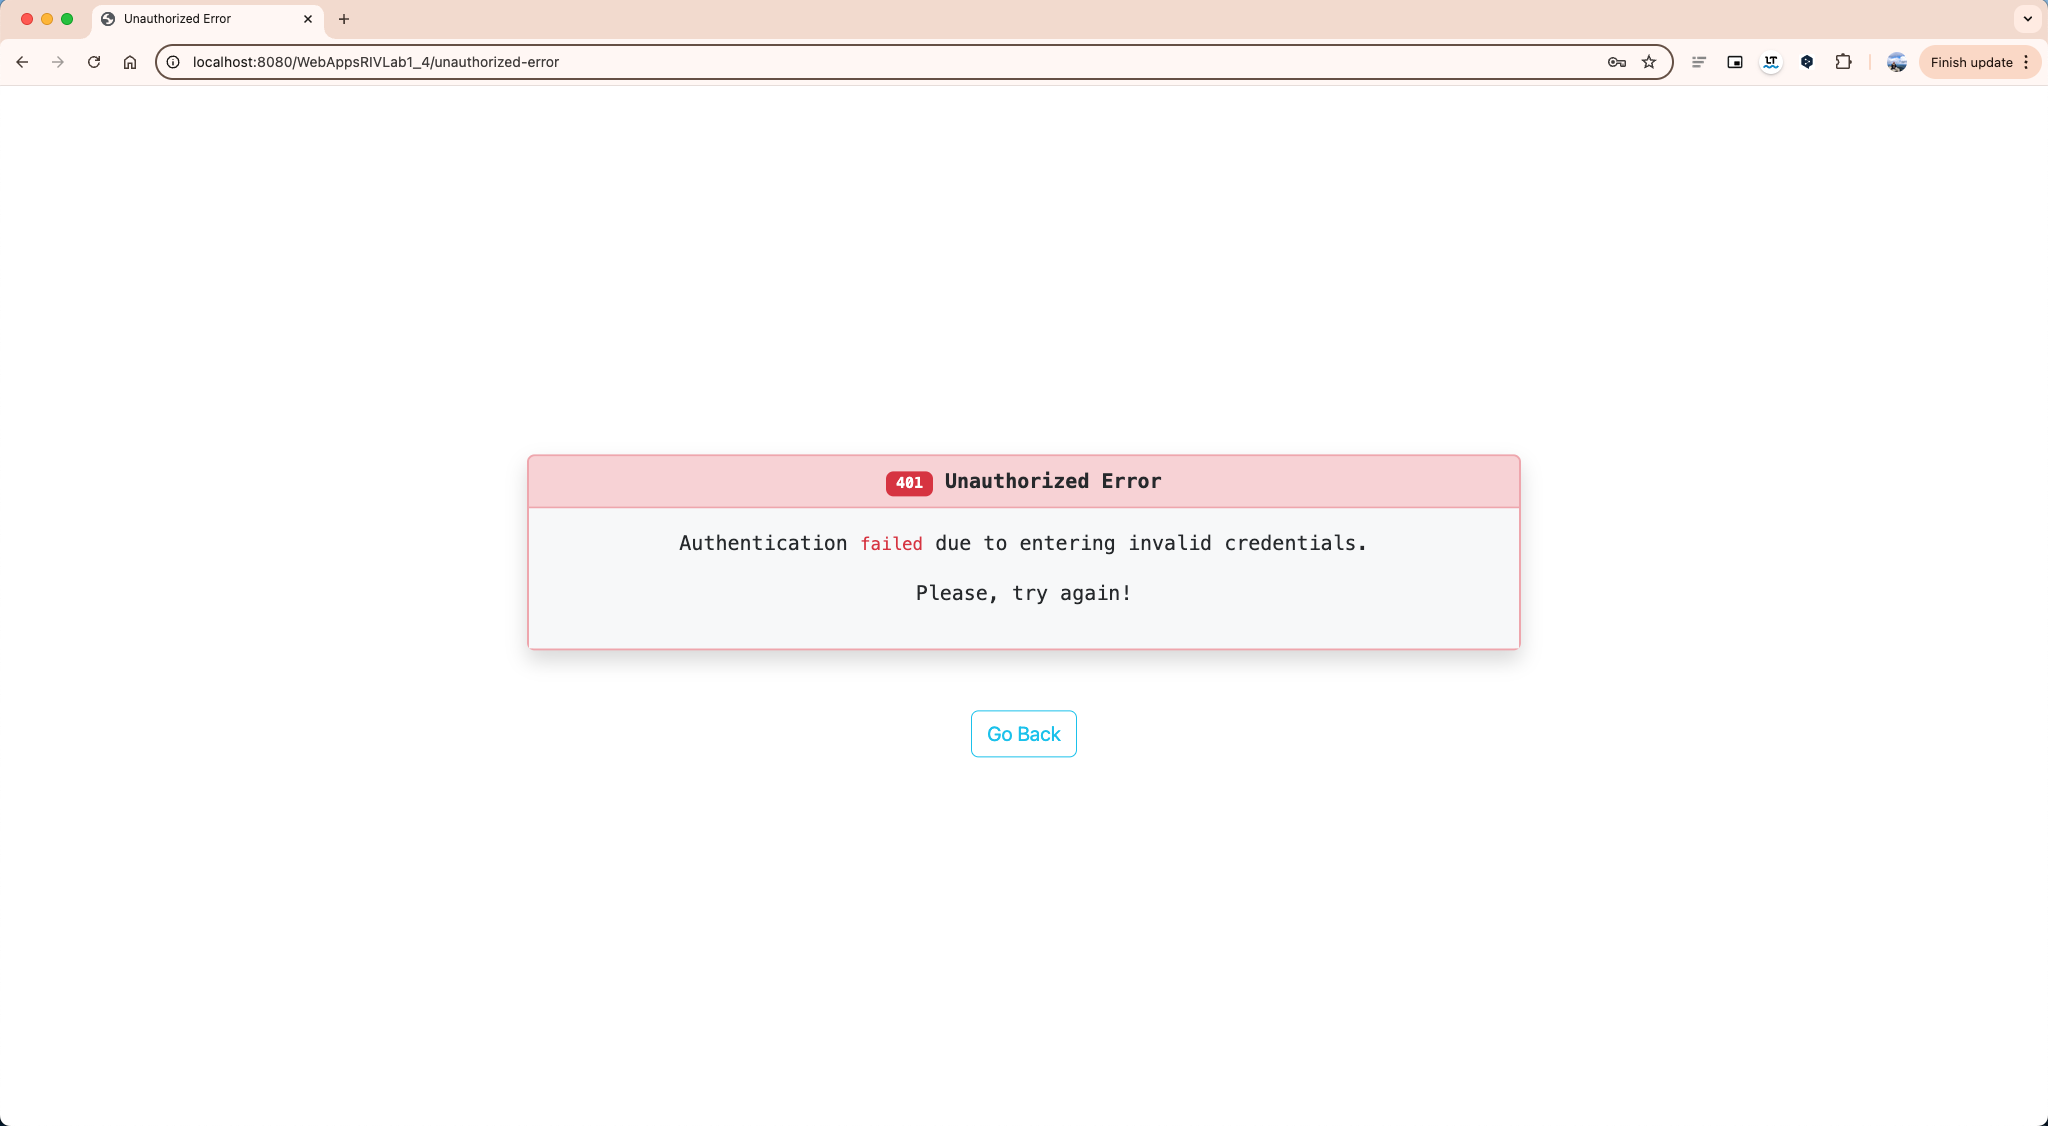 Unauthorized Error
localhost:8080/WebAppsRIVLab1_4/unauthorized-error
LT
Finish update
401 Unauthorized Error
Authentication failed due to entering invalid credentials.
Please, try again!
Go Back